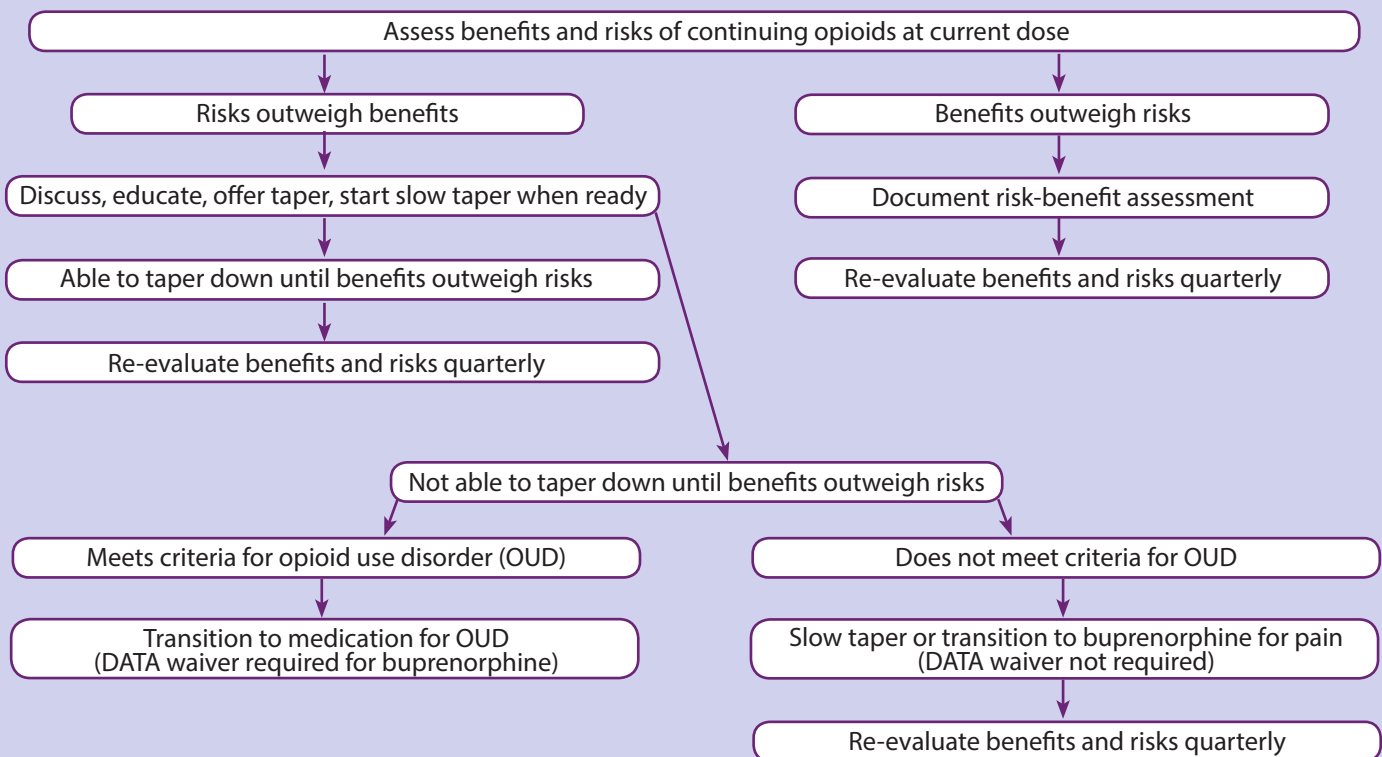 Assess benefits and risks of continuing opioids at current dose
Risks outweigh benefits
Benefits outweigh risks
Discuss, educate, offer taper, start slow taper when ready
Document risk-benefit assessment
Able to taper down until benefits outweigh risks
Re-evaluate benefits and risks quarterly
Re-evaluate benefits and risks quarterly
Not able to taper down until benefits outweigh risks
Meets criteria for opioid use disorder (OUD)
Does not meet criteria for OUD
Transition to medication for OUD
(DATA waiver required for buprenorphine)
Slow taper or transition to buprenorphine for pain
(DATA waiver not required)
Re-evaluate benefits and risks quarterly